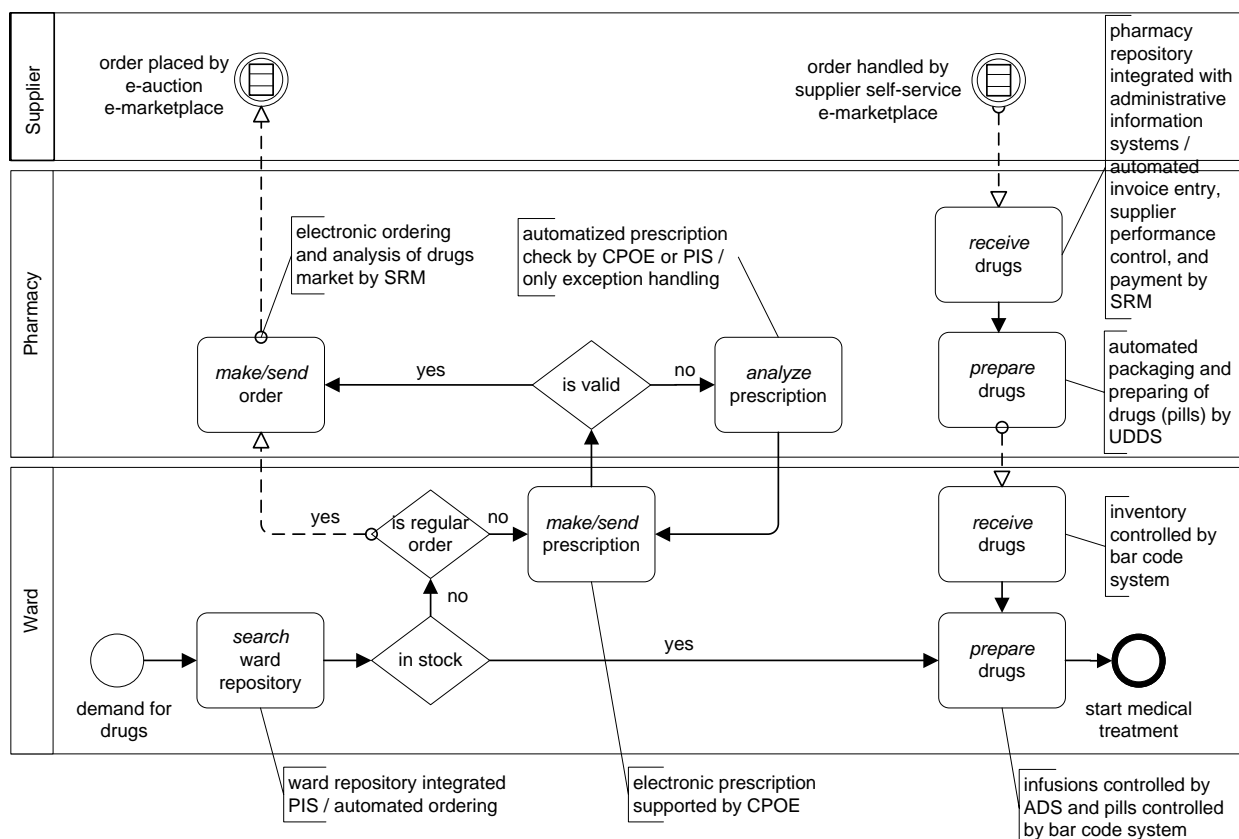 Supplier
order placed by
e-auction
e-marketplace
order handled by
supplier self-service
e-marketplace
pharmacy
repository
integrated with
administrative
information
systems /
automated
invoice entry,
supplier
performance
control, and
payment by
SRM
Pharmacy
electronic ordering
and analysis of drugs
market by SRM
automatized prescription
check by CPOE or PIS /
only exception handling
receive
drugs
make/send
order
yes
is valid
no
analyze
prescription
prepare
drugs
automated
packaging and
preparing of
drugs (pills) by
UDDS
Ward
yes
is regular
order
no
make/send
prescription
receive
drugs
inventory
controlled by
bar code
system
no
demand for
drugs
search
ward
repository
in stock
yes
prepare
drugs
start medical
treatment
ward repository integrated
PIS / automated ordering
electronic prescription
supported by CPOE
infusions controlled by
ADS and pills controlled
by bar code system